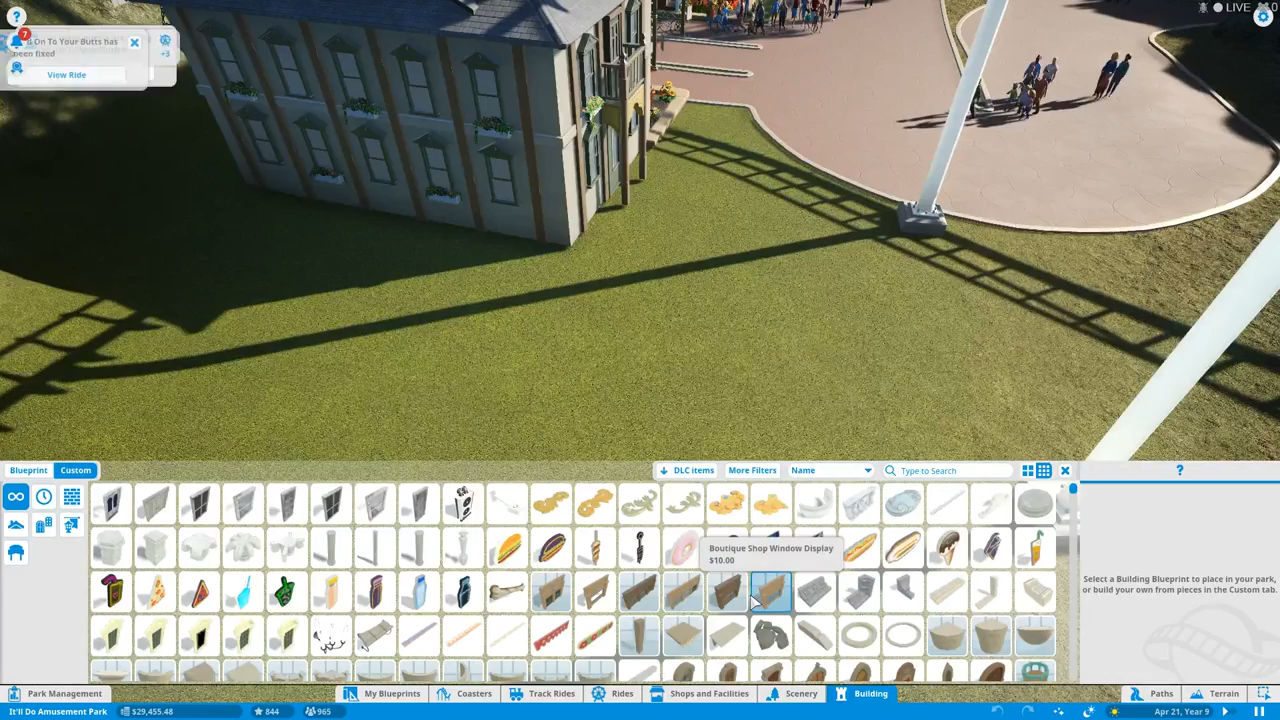 ?
LIVE
7
On To Your Butts has
been fixed
+3
View Ride
Blueprint
Custom
DLC items
More Filters
Name
Type to Search
?
Boutique Shop Window Display
$10.00
Select a Building Blueprint to place in your park,
or build your own from pieces in the Custom tab.
Park Management
My Blueprints
Coasters
Track Rides
Rides
Shops and Facilities
Scenery
Building
Paths
Terrain
It'll Do Amusement Park
$29,455.48
844
965
Apr 21, Year 9